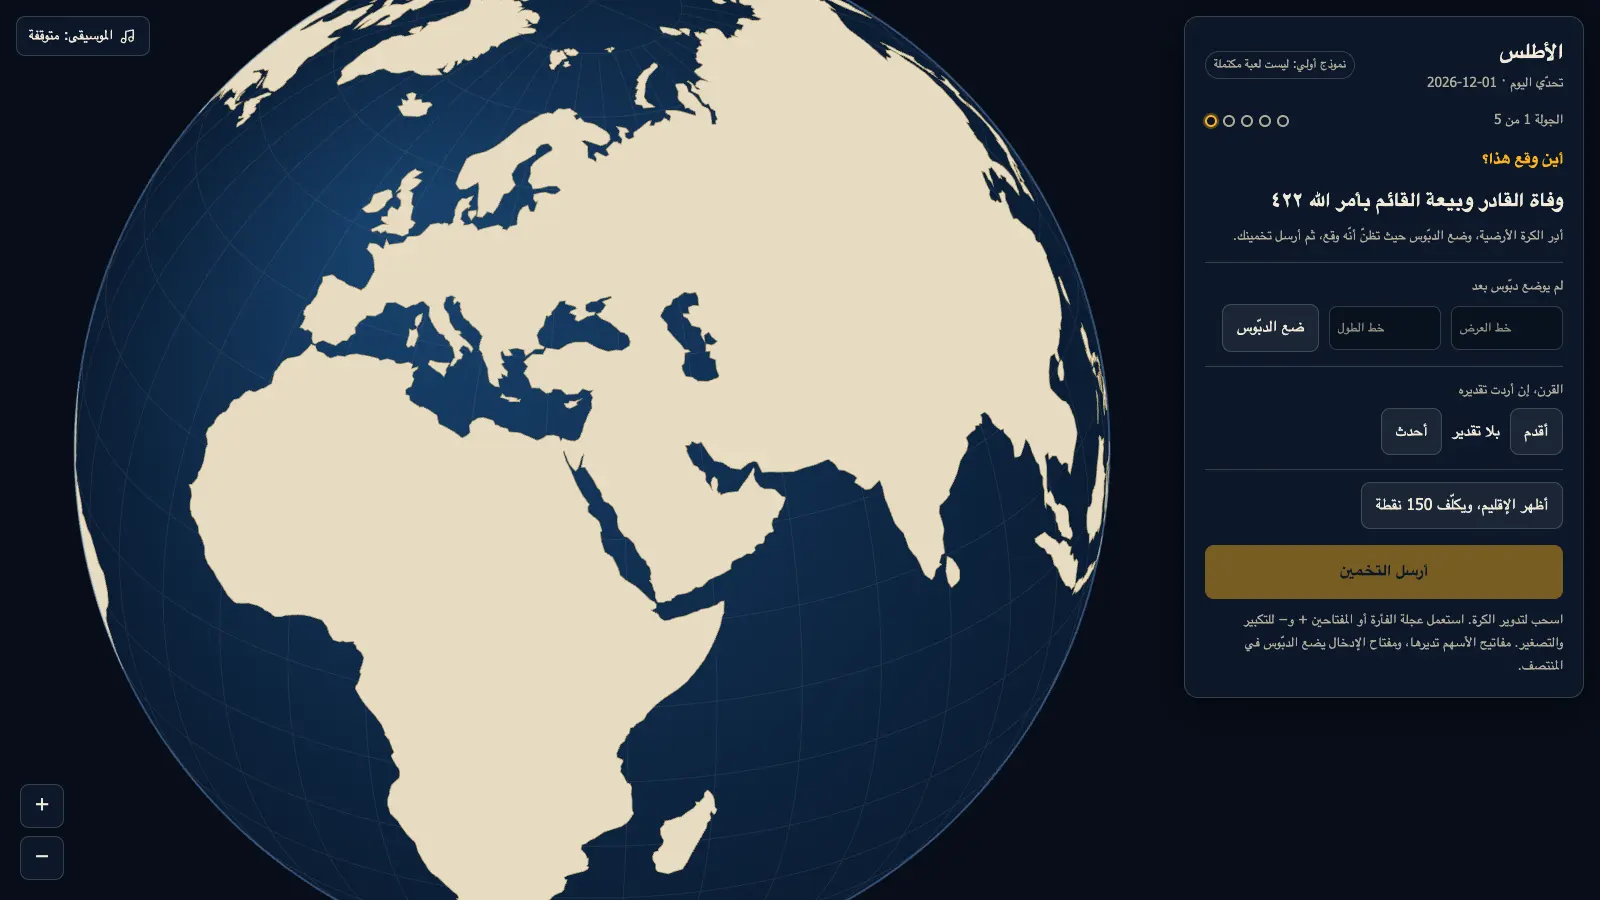 الموسيقى: متوقفة
الأطلس
نموذج أولي: ليست لعبة مكتملة
تحدّي اليوم · 2026-12-01
الجولة 1 من 5
أين وقع هذا؟
وفاة القادر وبيعة القائم بأمر الله ٤٢٢
أدِر الكرة الأرضية، وضع الدبّوس حيث تظنّ أنّه وقع، ثم أرسل تخمينك.
لم يوضع دبّوس بعد
خط العرض
خط الطول
ضع الدبّوس
القرن، إن أردت تقديره
أقدم
بلا تقدير
أحدث
أظهر الإقليم، ويكلّف 150 نقطة
أرسل التخمين
اسحب لتدوير الكرة. استعمل عجلة الفأرة أو المفتاحين + و− للتكبير
والتصغير. مفاتيح الأسهم تديرها، ومفتاح الإدخال يضع الدبّوس في
المنتصف.
+
−